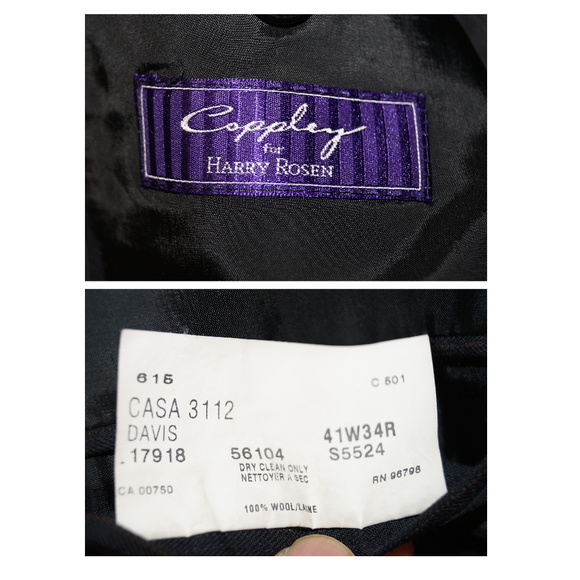 Coppley
for
HARRY ROSEN
615 C 501
CASA 3112
DAVIS 41W34R
17918 56104 S5524
DRY CLEAN ONLY
NETTOYER A SEC RN 96798
CA 00750
100% WOOL/LAINE